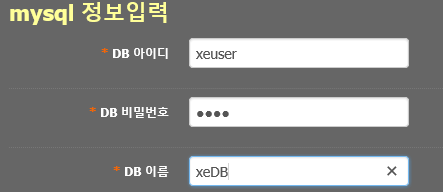 mysql 정보입력
* DB 아이디 xeuser
* DB 비밀번호 ●●●●
* DB 이름 xeDB ×